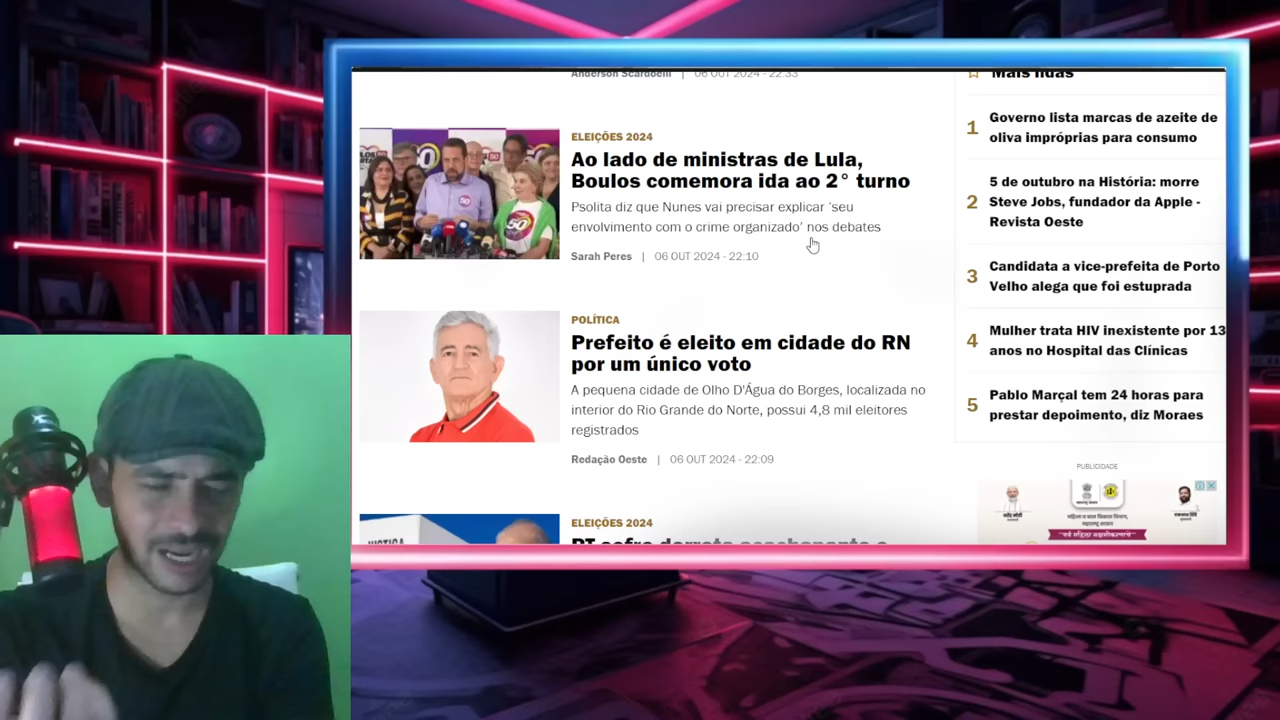 Anderson Scardoelli | 06 OUT 2024 - 22:33
ELEIÇÕES 2024
Ao lado de ministras de Lula,
Boulos comemora ida ao 2° turno
Psolita diz que Nunes vai precisar explicar ‘seu
envolvimento com o crime organizado’ nos debates
Sarah Peres | 06 OUT 2024 - 22:10
50
50
50
POLÍTICA
Prefeito é eleito em cidade do RN
por um único voto
A pequena cidade de Olho D'Água do Borges, localizada no
interior do Rio Grande do Norte, possui 4,8 mil eleitores
registrados
Redação Oeste | 06 OUT 2024 - 22:09
ELEIÇÕES 2024
PT sofre derrota
Mais lidas
1 Governo lista marcas de azeite de
oliva impróprias para consumo
2 5 de outubro na História: morre
Steve Jobs, fundador da Apple -
Revista Oeste
3 Candidata a vice-prefeita de Porto
Velho alega que foi estuprada
4 Mulher trata HIV inexistente por 13
anos no Hospital das Clínicas
5 Pablo Marçal tem 24 horas para
prestar depoimento, diz Moraes
PUBLICIDADE